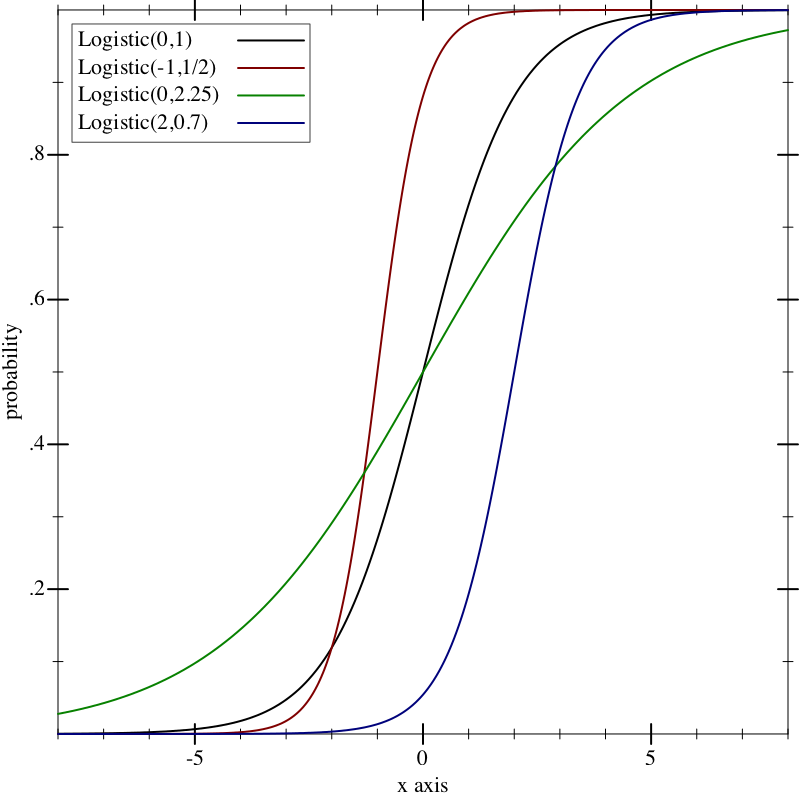 Logistic(0,1)
Logistic(-1,1/2)
Logistic(0,2.25)
Logistic(2,0.7)
.8
.6
.4
.2
probability
-5
0
5
x axis